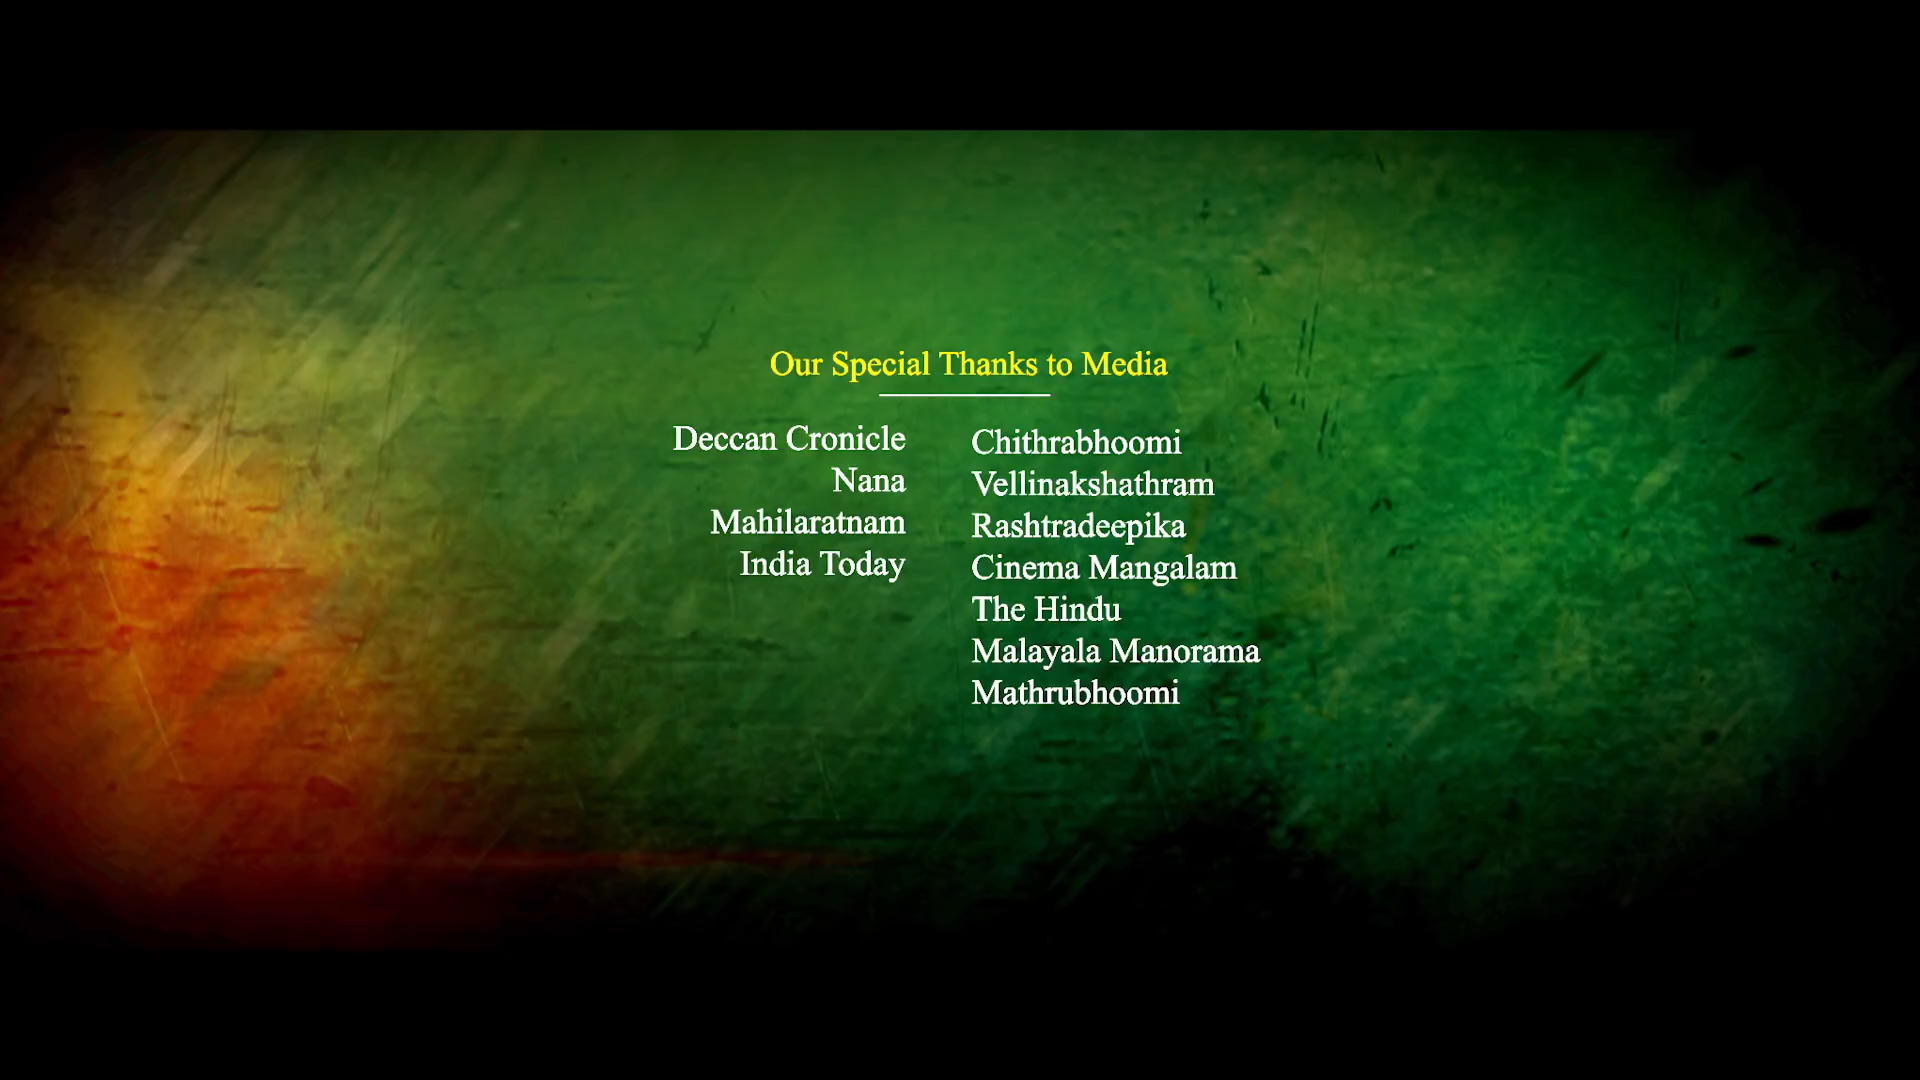 Our Special Thanks to Media
Deccan Cronicle
Nana
Mahilaratnam
India Today
Chithrabhoomi
Vellinakshathram
Rashtradeepika
Cinema Mangalam
The Hindu
Malayala Manorama
Mathrubhoomi